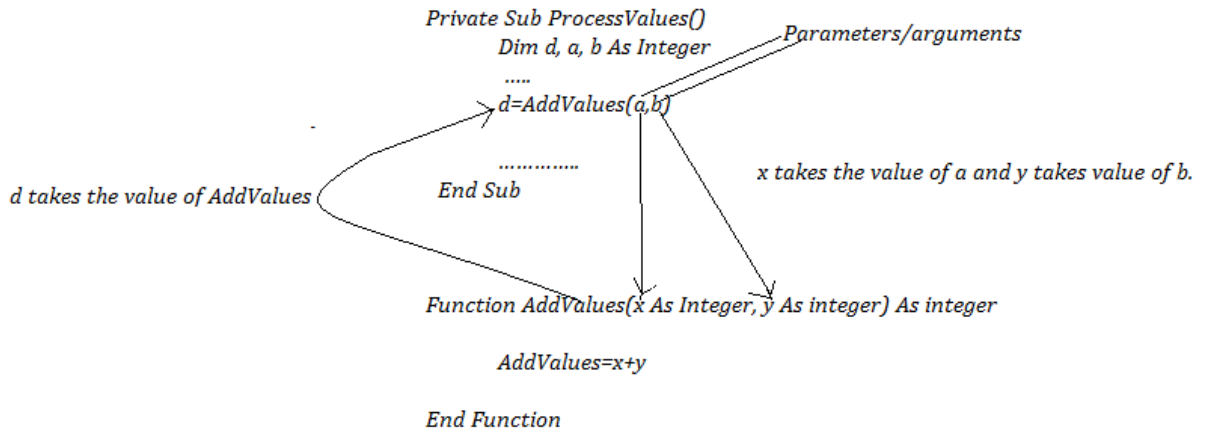 Private Sub ProcessValues()
Dim d, a, b As Integer
Parameters/arguments
.....
d=AddValues(a,b)
..............
x takes the value of a and y takes value of b.
End Sub
d takes the value of AddValues
Function AddValues(x As Integer, y As integer) As integer
AddValues=x+y
End Function